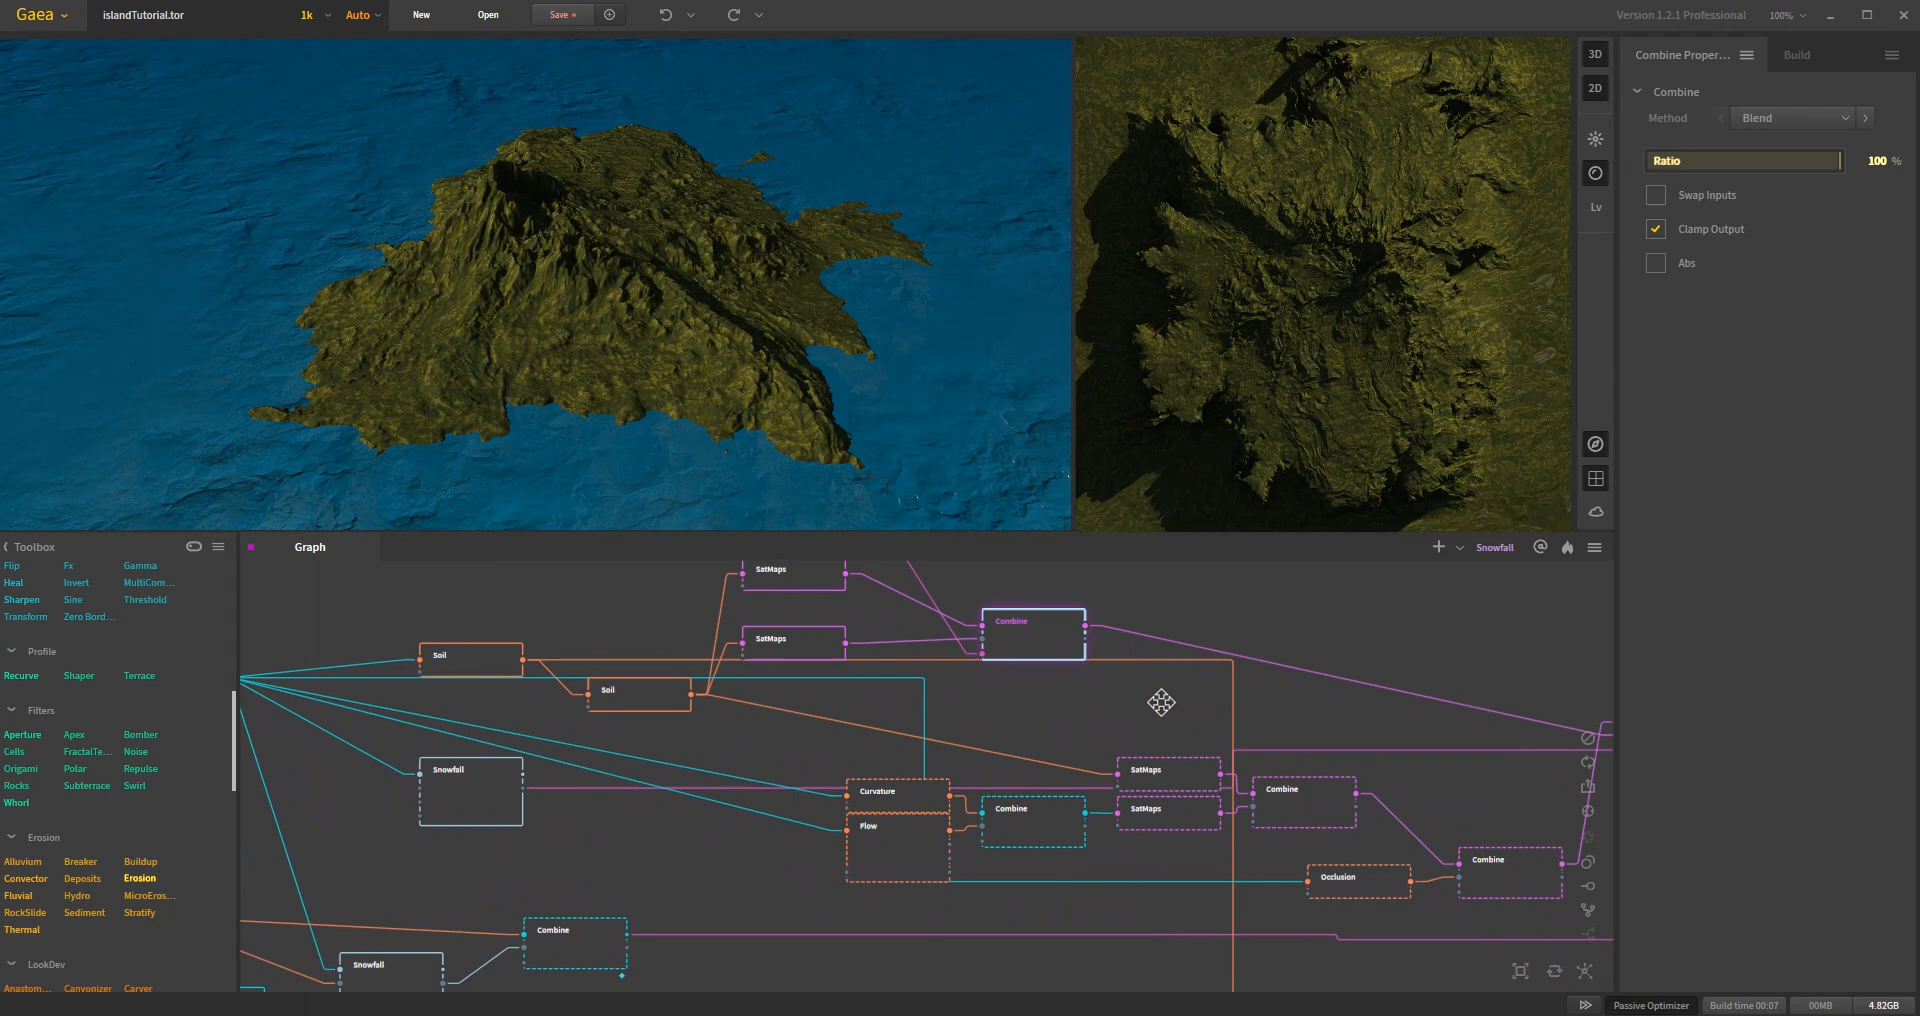 Gaea
islandTutorial.tor
1k
Auto
New
Open
Save
Version 1.2.1 Professional
100%
3D
2D
Lv
Combine Proper...
Build
Combine
Method
Blend
Ratio
100 %
Swap Inputs
Clamp Output
Abs
Toolbox
Flip Fx Gamma
Heal Invert MultiCom...
Sharpen Sine Threshold
Transform Zero Bord...
Profile
Recurve Shaper Terrace
Filters
Aperture Apex Bomber
Cells FractalTe... Noise
Origami Polar Repulse
Rocks Subterrace Swirl
Whorl
Erosion
Alluvium Breaker Buildup
Convector Deposits Erosion
Fluvial Hydro MicroEros...
RockSlide Sediment Stratify
Thermal
LookDev
Anastom... Canyonizer Carver
Graph
Snowfall
SatMaps
Combine
SatMaps
Soil
Soil
Snowfall
SatMaps
Curvature
Combine
Combine
SatMaps
Flow
Combine
Occlusion
Combine
Snowfall
Passive Optimizer
Build time 00:07
00MB
4.82GB